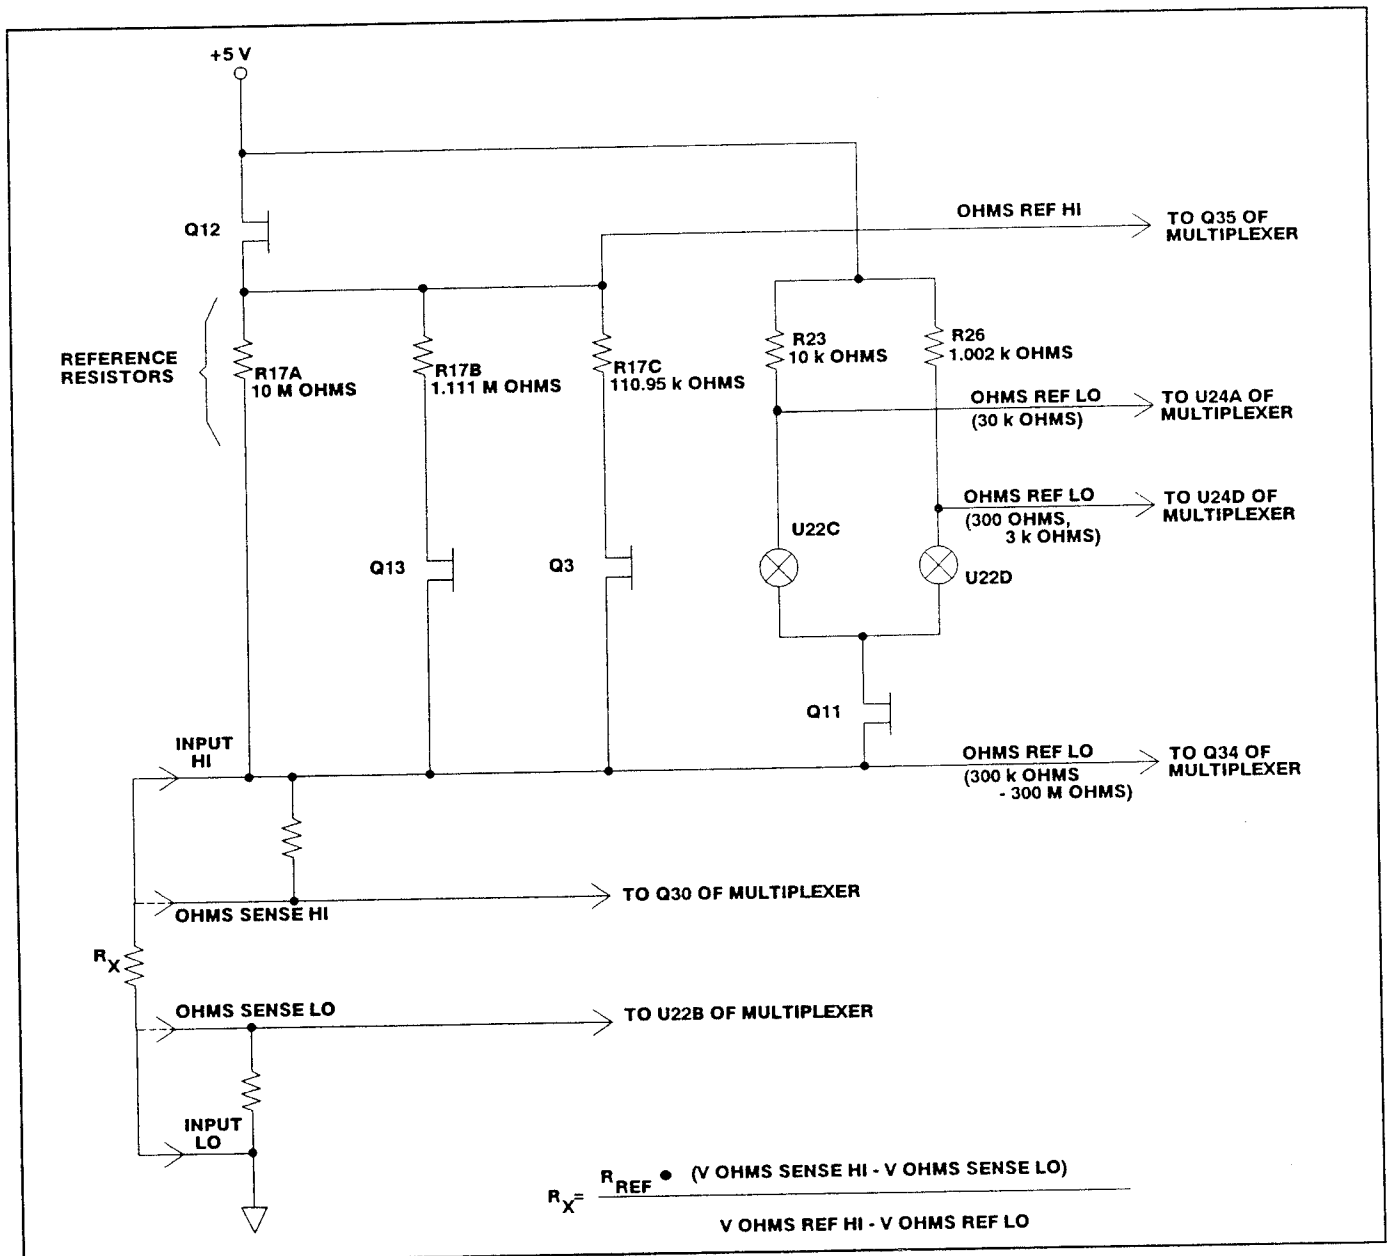 +5 V
Q12
OHMS REF HI
TO Q35 OF
MULTIPLEXER
REFERENCE
RESISTORS
R17A
10 M OHMS
R17B
1.111 M OHMS
R17C
110.95 k OHMS
R23
10 k OHMS
R26
1.002 k OHMS
OHMS REF LO
(30 k OHMS)
TO U24A OF
MULTIPLEXER
OHMS REF LO
(300 OHMS,
3 k OHMS)
TO U24D OF
MULTIPLEXER
Q13
Q3
U22C
U22D
Q11
INPUT
HI
OHMS REF LO
(300 k OHMS
- 300 M OHMS)
TO Q34 OF
MULTIPLEXER
OHMS SENSE HI
TO Q30 OF MULTIPLEXER
RX
OHMS SENSE LO
TO U22B OF MULTIPLEXER
INPUT
LO
RX= RREF • (V OHMS SENSE HI - V OHMS SENSE LO)
V OHMS REF HI - V OHMS REF LO